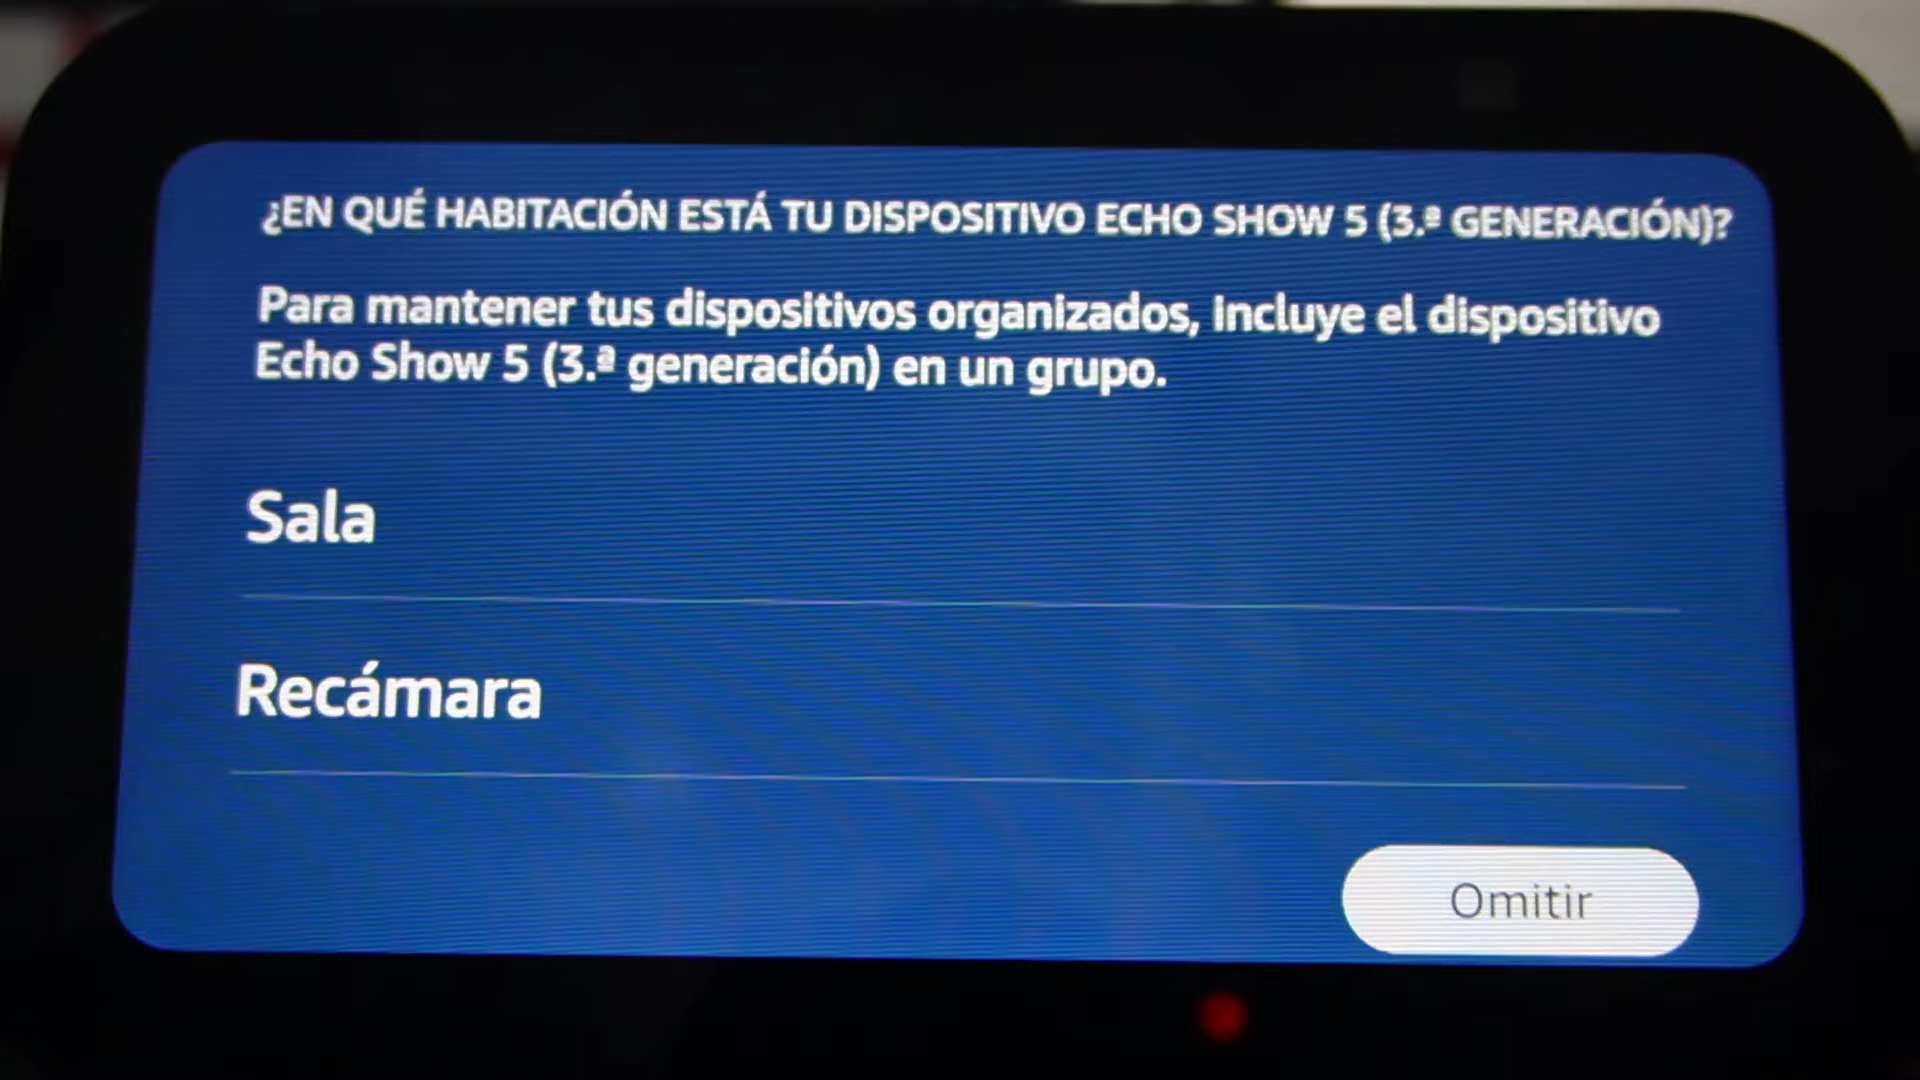 ¿EN QUÉ HABITACIÓN ESTÁ TU DISPOSITIVO ECHO SHOW 5 (3.ª GENERACIÓN)?
Para mantener tus dispositivos organizados, incluye el dispositivo
Echo Show 5 (3.ª generación) en un grupo.
Sala
Recámara
Omitir